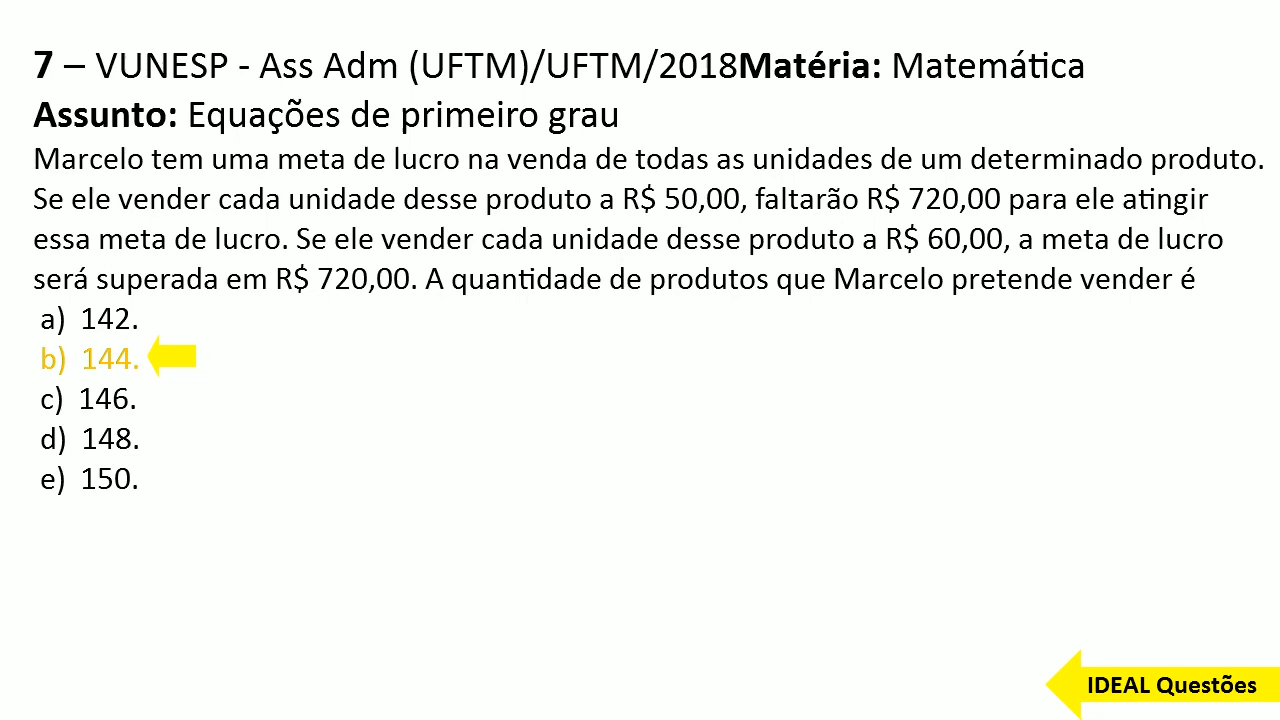 7 – VUNESP - Ass Adm (UFTM)/UFTM/2018Matéria: Matemática
Assunto: Equações de primeiro grau
Marcelo tem uma meta de lucro na venda de todas as unidades de um determinado produto.
Se ele vender cada unidade desse produto a R$ 50,00, faltarão R$ 720,00 para ele atingir
essa meta de lucro. Se ele vender cada unidade desse produto a R$ 60,00, a meta de lucro
será superada em R$ 720,00. A quantidade de produtos que Marcelo pretende vender é
a) 142.
b) 144.
c) 146.
d) 148.
e) 150.
IDEAL Questões